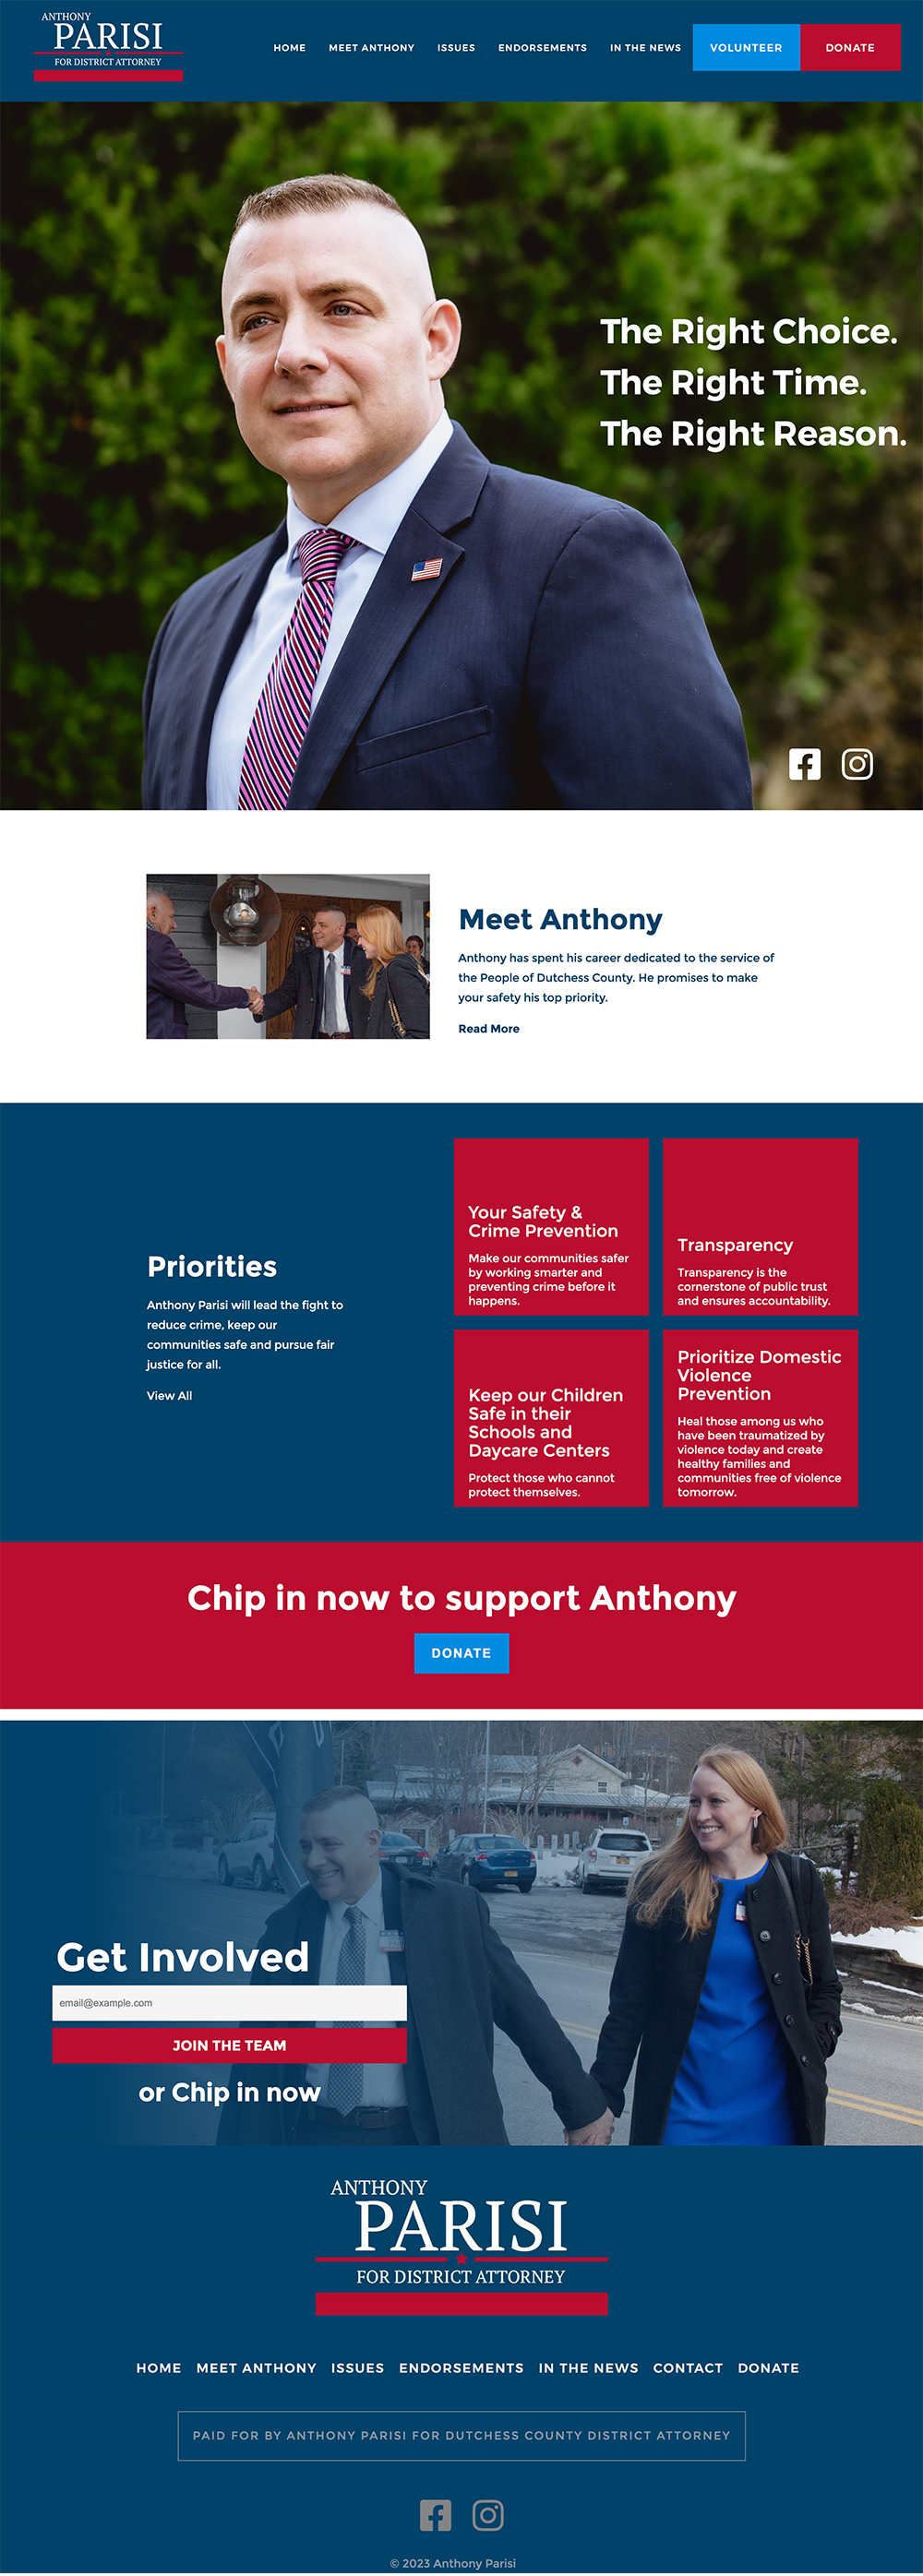 ANTHONY
PARISI
FOR DISTRICT ATTORNEY
HOME
MEET ANTHONY
ISSUES
ENDORSEMENTS
IN THE NEWS
VOLUNTEER
DONATE
The Right Choice.
The Right Time.
The Right Reason.
Meet Anthony
Anthony has spent his career dedicated to the service of
the People of Dutchess County. He promises to make
your safety his top priority.
Read More
Priorities
Anthony Parisi will lead the fight to
reduce crime, keep our
communities safe and pursue fair
justice for all.
View All
Your Safety &
Crime Prevention
Make our communities safer
by working smarter and
preventing crime before it
happens.
Transparency
Transparency is the
cornerstone of public trust
and ensures accountability.
Keep our Children
Safe in their
Schools and
Daycare Centers
Protect those who cannot
protect themselves.
Prioritize Domestic
Violence
Prevention
Heal those among us who
have been traumatized by
violence today and create
healthy families and
communities free of violence
tomorrow.
Chip in now to support Anthony
DONATE
Get Involved
email@example.com
JOIN THE TEAM
or Chip in now
ANTHONY
PARISI
FOR DISTRICT ATTORNEY
HOME MEET ANTHONY ISSUES ENDORSEMENTS IN THE NEWS CONTACT DONATE
PAID FOR BY ANTHONY PARISI FOR DUTCHESS COUNTY DISTRICT ATTORNEY
© 2023 Anthony Parisi